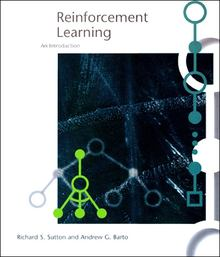 Reinforcement
Learning
An Introduction
Richard S. Sutton and Andrew G. Barto